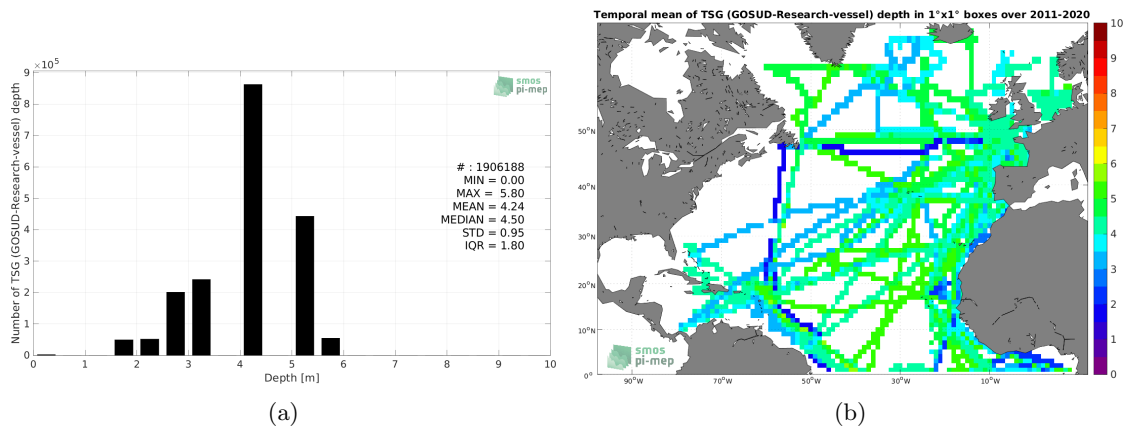 Temporal mean of TSG (GOSUD-Research-vessel) depth in 1°x1° boxes over 2011-2020
×10⁵
Number of TSG (GOSUD-Research-vessel) depth
9
8
7
6
5
4
3
2
1
0
smos
pi-mep
# : 1906188
MIN = 0.00
MAX = 5.80
MEAN = 4.24
MEDIAN = 4.50
STD = 0.95
IQR = 1.80
0 1 2 3 4 5 6 7 8 9 10
Depth [m]
(a)
50°N
40°N
30°N
20°N
10°N
0°
90°W 70°W 50°W 30°W 10°W
smos
pi-mep
10
9
8
7
6
5
4
3
2
1
0
(b)